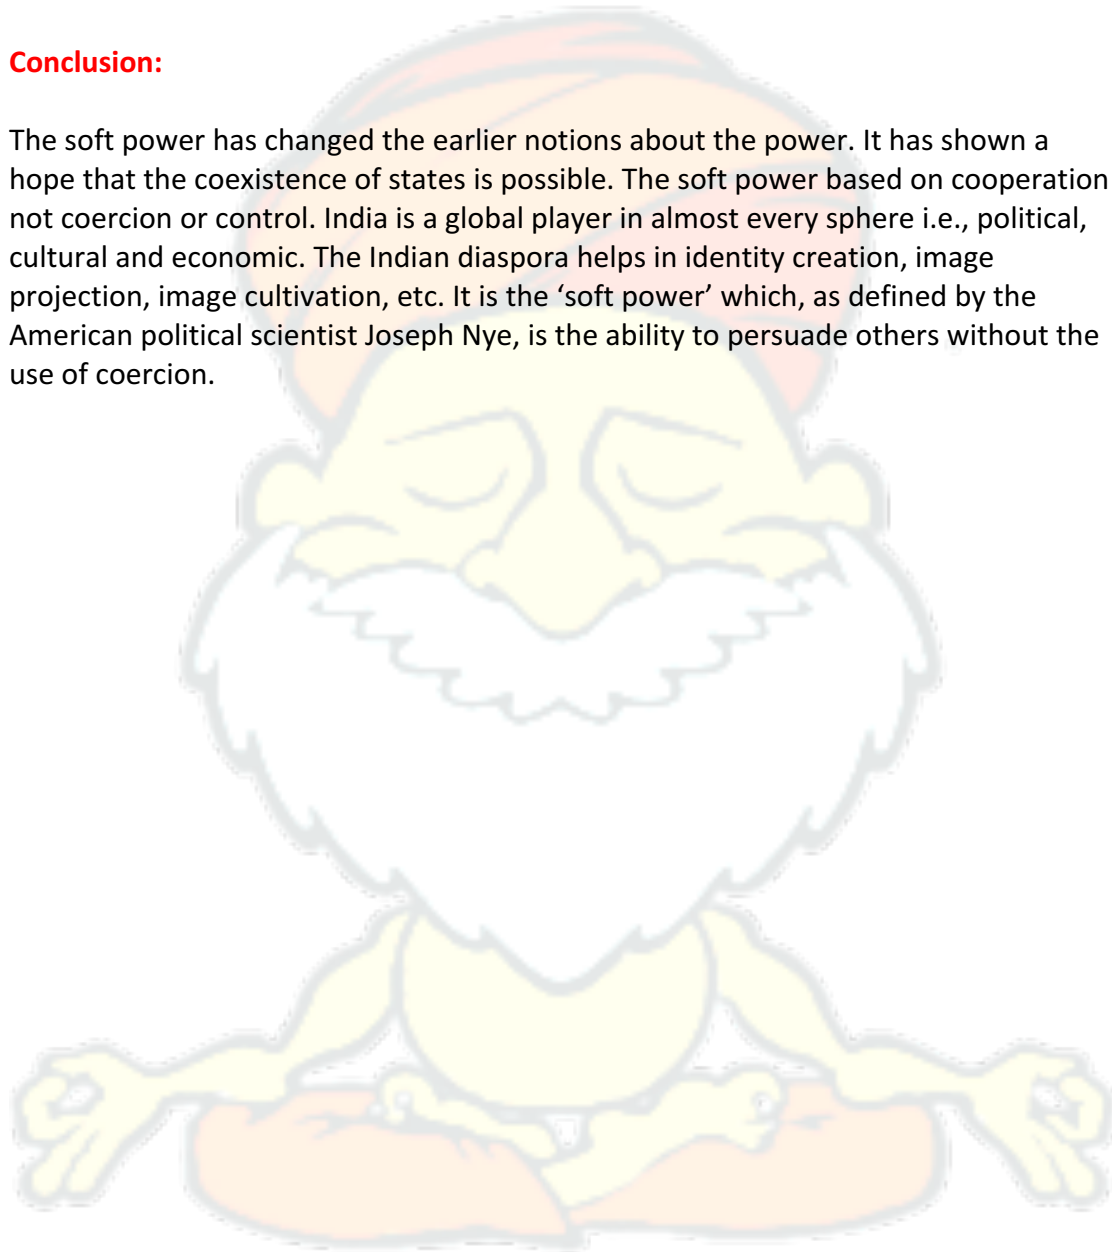 Conclusion:
The soft power has changed the earlier notions about the power. It has shown a
hope that the coexistence of states is possible. The soft power based on cooperation
not coercion or control. India is a global player in almost every sphere i.e., political,
cultural and economic. The Indian diaspora helps in identity creation, image
projection, image cultivation, etc. It is the ‘soft power’ which, as defined by the
American political scientist Joseph Nye, is the ability to persuade others without the
use of coercion.